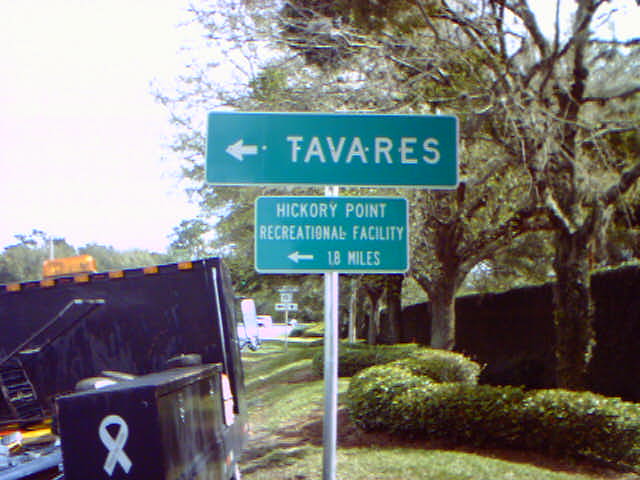 TAVARES
HICKORY POINT
RECREATIONAL FACILITY
1.8 MILES